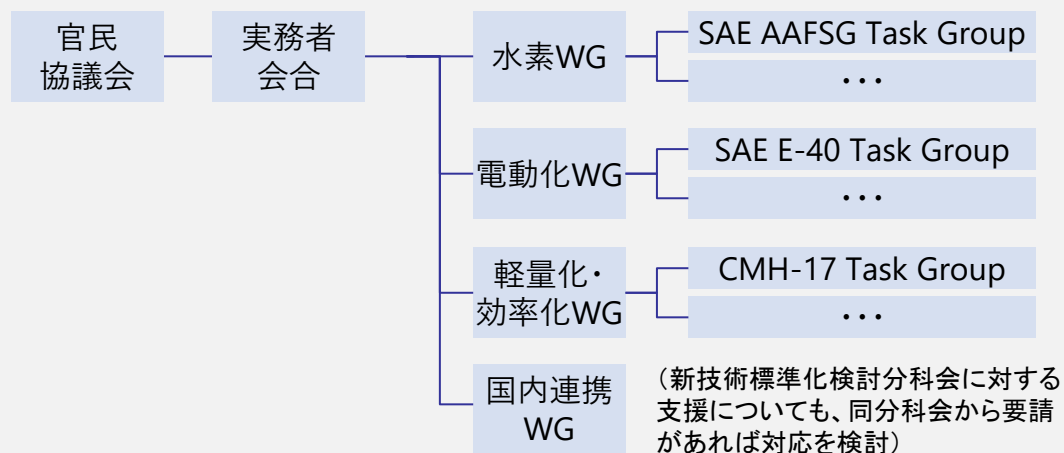 官民
協議会
実務者
会合
水素WG
SAE AAFSG Task Group
・・・
電動化WG
SAE E-40 Task Group
・・・
軽量化・
効率化WG
CMH-17 Task Group
・・・
国内連携
WG
（新技術標準化検討分科会に対する
支援についても、同分科会から要請
があれば対応を検討）